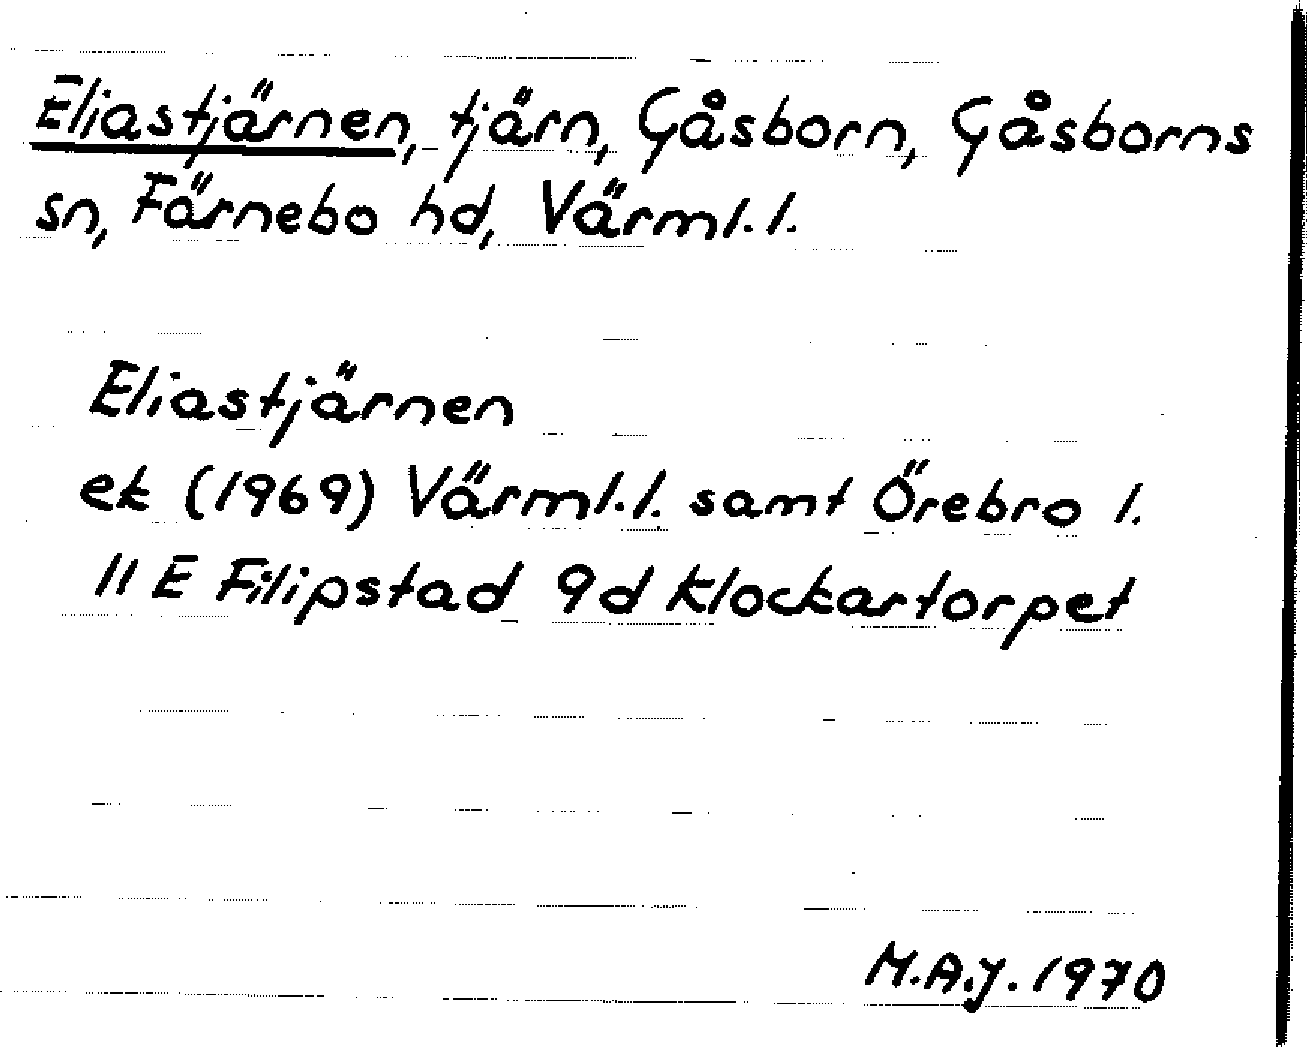 Eliastjärnen, tjärn, Gåsborn, Gåsborns
sn, Färnebo hd, Värml. l.
Eliastjärnen
ek (1969) Värml. l. samt Örebro l.
11 E Filipstad 9d Klockartorpet
M.A.J. 1970